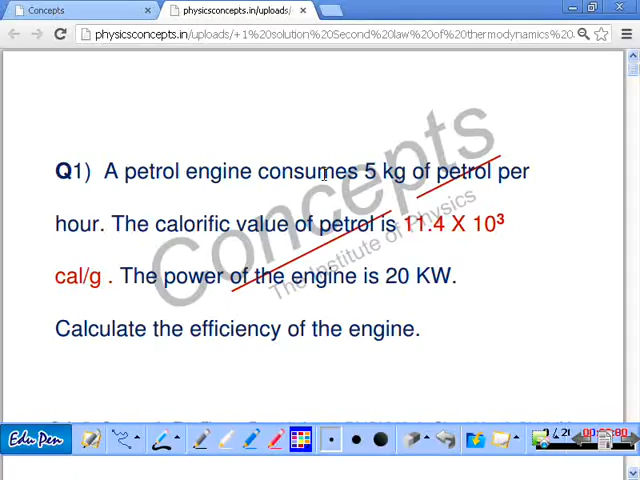 Concepts
physicsconcepts.in/uploads/
physicsconcepts.in/uploads/+1%20solution%20Second%20law%20of%20thermodynamics%20.
Concepts
The Institute of Physics
Q1) A petrol engine consumes 5 kg of petrol per
hour. The calorific value of petrol is 11.4 X 10³
cal/g . The power of the engine is 20 KW.
Calculate the efficiency of the engine.
Edu Pen